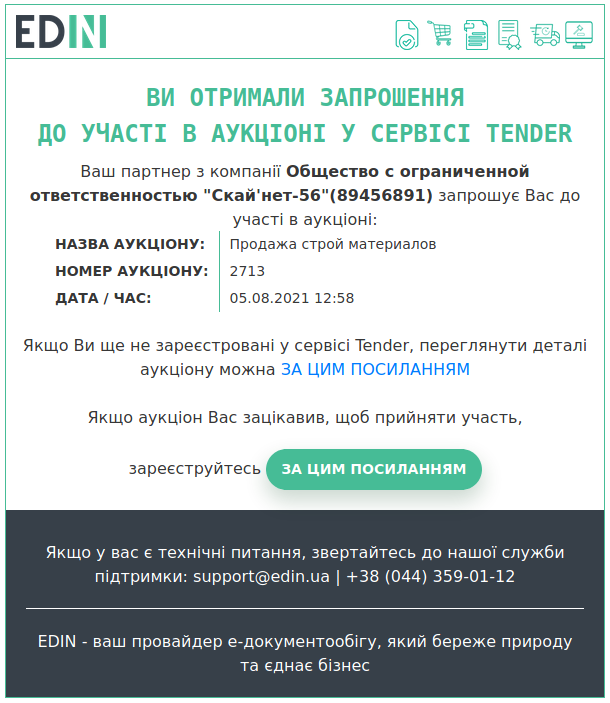 EDIN
ВИ ОТРИМАЛИ ЗАПРОШЕННЯ
ДО УЧАСТІ В АУКЦІОНІ У СЕРВІСІ TENDER
Ваш партнер з компанії Общество с ограниченной
ответственностью "Скай'нет-56"(89456891) запрошує Вас до
участі в аукціоні:
НАЗВА АУКЦІОНУ: Продажа строй материалов
НОМЕР АУКЦІОНУ: 2713
ДАТА / ЧАС: 05.08.2021 12:58
Якщо Ви ще не зареєстровані у сервісі Tender, переглянути деталі
аукціону можна ЗА ЦИМ ПОСИЛАННЯМ
Якщо аукціон Вас зацікавив, щоб прийняти участь,
зареєструйтесь ЗА ЦИМ ПОСИЛАННЯМ
Якщо у вас є технічні питання, звертайтесь до нашої служби
підтримки: support@edin.ua | +38 (044) 359-01-12
EDIN - ваш провайдер е-документообігу, який береже природу
та єднає бізнес